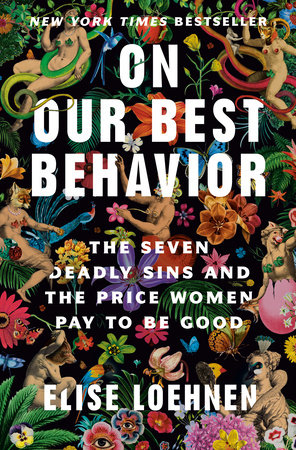 NEW YORK TIMES BESTSELLER
ON
OUR BEST
BEHAVIOR
THE SEVEN
DEADLY SINS AND
THE PRICE WOMEN
PAY TO BE GOOD
ELISE LOEHNEN